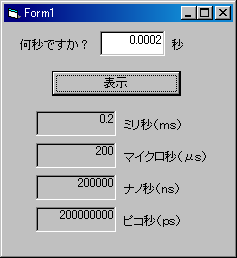 Form1
何秒ですか？ 0.0002 秒
表示
0.2 ミリ秒(ms)
200 マイクロ秒(μs)
200000 ナノ秒(ns)
200000000 ピコ秒(ps)